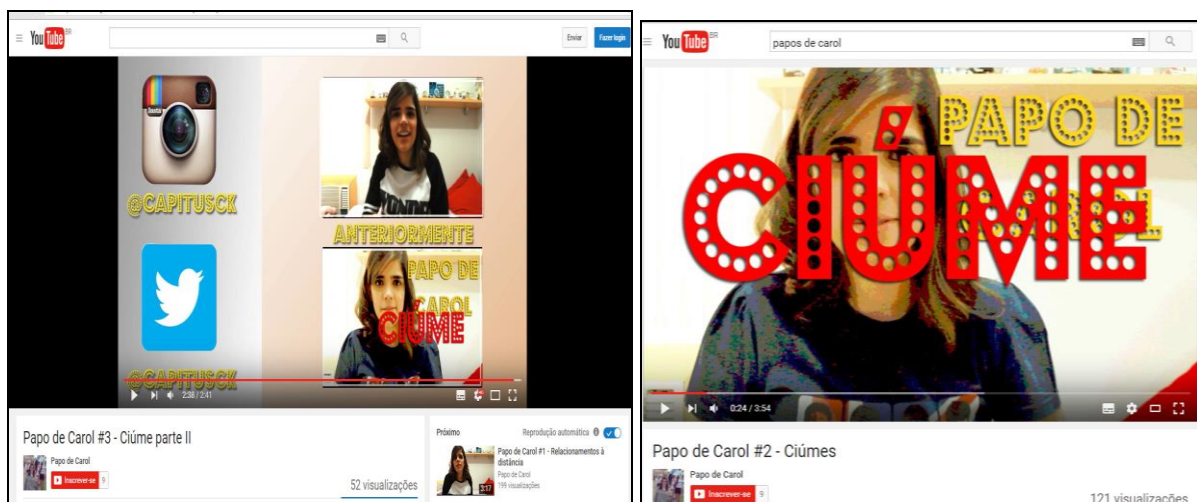 YouTube BR
Enviar
Fazer login
@CAPITUSCK
ANTERIORMENTE
PAPO DE
CAROL
CIÚME
@CAPITUSCK
2:38 / 2:41
Papo de Carol #3 - Ciúme parte II
Papo de Carol
Inscrever-se 9
52 visualizações
Próximo
Reprodução automática
Papo de Carol #1 - Relacionamentos à
distância
Papo de Carol
199 visualizações
3:17
YouTube BR
papos de carol
PAPO DE
CIÚME
0:24 / 3:54
Papo de Carol #2 - Ciúmes
Papo de Carol
Inscrever-se 9
121 visualizações